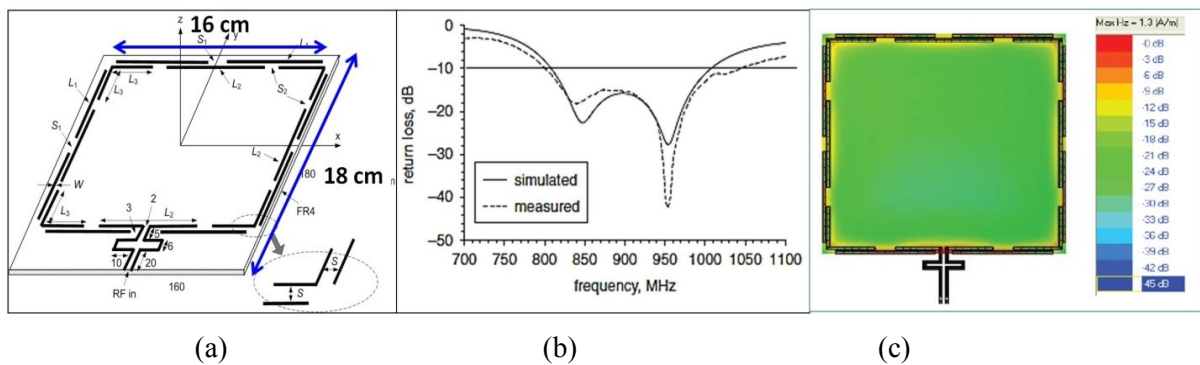 16 cm
z
S1
y
L1
L3
L2
S2
L1
L3
S1
x
L2
180
18 cm
W
L3
3
2
L2
5
6
FR4
10
20
RF in
160
S
S
return loss, dB
0
−10
−20
−30
−40
−50
simulated
measured
700 750 800 850 900 950 1000 1050 1100
frequency, MHz
Max Hz = 1.3 [A/m]
-0 dB
-3 dB
-6 dB
-9 dB
-12 dB
-15 dB
-18 dB
-21 dB
-24 dB
-27 dB
-30 dB
-33 dB
-36 dB
-39 dB
-42 dB
-45 dB
(a) (b) (c)